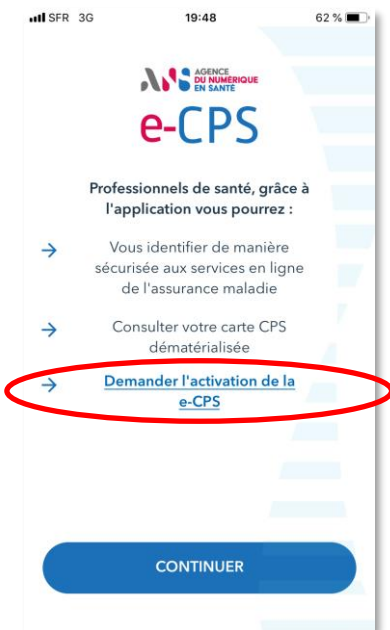 SFR 3G 19:48 62 %
AGENCE
DU NUMÉRIQUE
EN SANTÉ
e-CPS
Professionnels de santé, grâce à
l'application vous pourrez :
Vous identifier de manière
sécurisée aux services en ligne
de l'assurance maladie
Consulter votre carte CPS
dématérialisée
Demander l'activation de la
e-CPS
CONTINUER